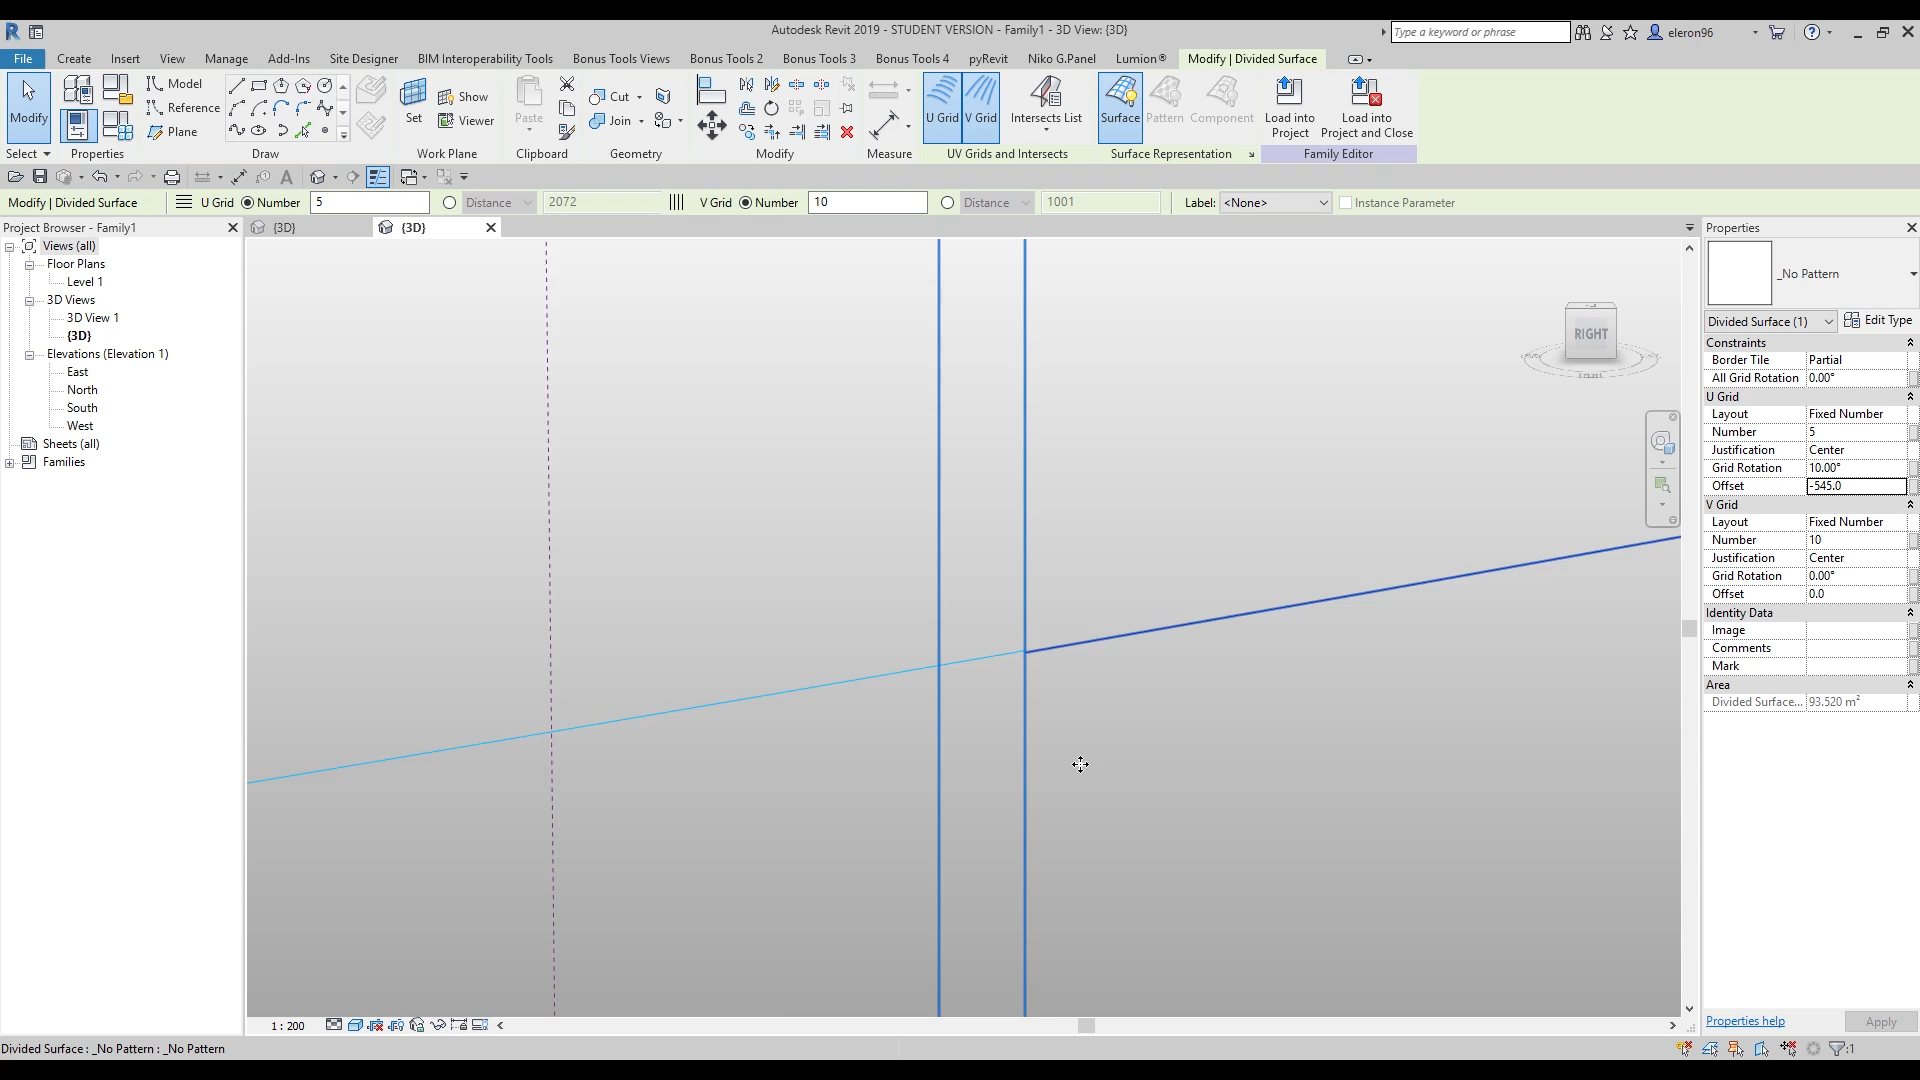 Autodesk Revit 2019 - STUDENT VERSION - Family1 - 3D View: {3D}
Type a keyword or phrase
eleron96
File Create Insert View Manage Add-Ins Site Designer BIM Interoperability Tools Bonus Tools Views Bonus Tools 2 Bonus Tools 3 Bonus Tools 4 pyRevit Niko G.Panel Lumion® Modify | Divided Surface
Modify
Model
Reference
Plane
Set
Show
Viewer
Paste
Cut
Join
U Grid V Grid Intersects List
Surface Pattern Component
Load into Project
Load into Project and Close
Select Properties Draw Work Plane Clipboard Geometry Modify Measure UV Grids and Intersects Surface Representation Family Editor
Modify | Divided Surface U Grid Number 5 Distance 2072 V Grid Number 10 Distance 1001 Label: <None> Instance Parameter
Project Browser - Family1
{3D}
{3D}
Properties
Views (all)
Floor Plans
Level 1
3D Views
3D View 1
{3D}
Elevations (Elevation 1)
East
North
South
West
Sheets (all)
Families
RIGHT
_No Pattern
Divided Surface (1) Edit Type
Constraints
Border Tile Partial
All Grid Rotation 0.00°
U Grid
Layout Fixed Number
Number 5
Justification Center
Grid Rotation 10.00°
Offset -545.0
V Grid
Layout Fixed Number
Number 10
Justification Center
Grid Rotation 0.00°
Offset 0.0
Identity Data
Image
Comments
Mark
Area
Divided Surface... 93.520 m²
Properties help Apply
1 : 200
Divided Surface : _No Pattern : _No Pattern
:1